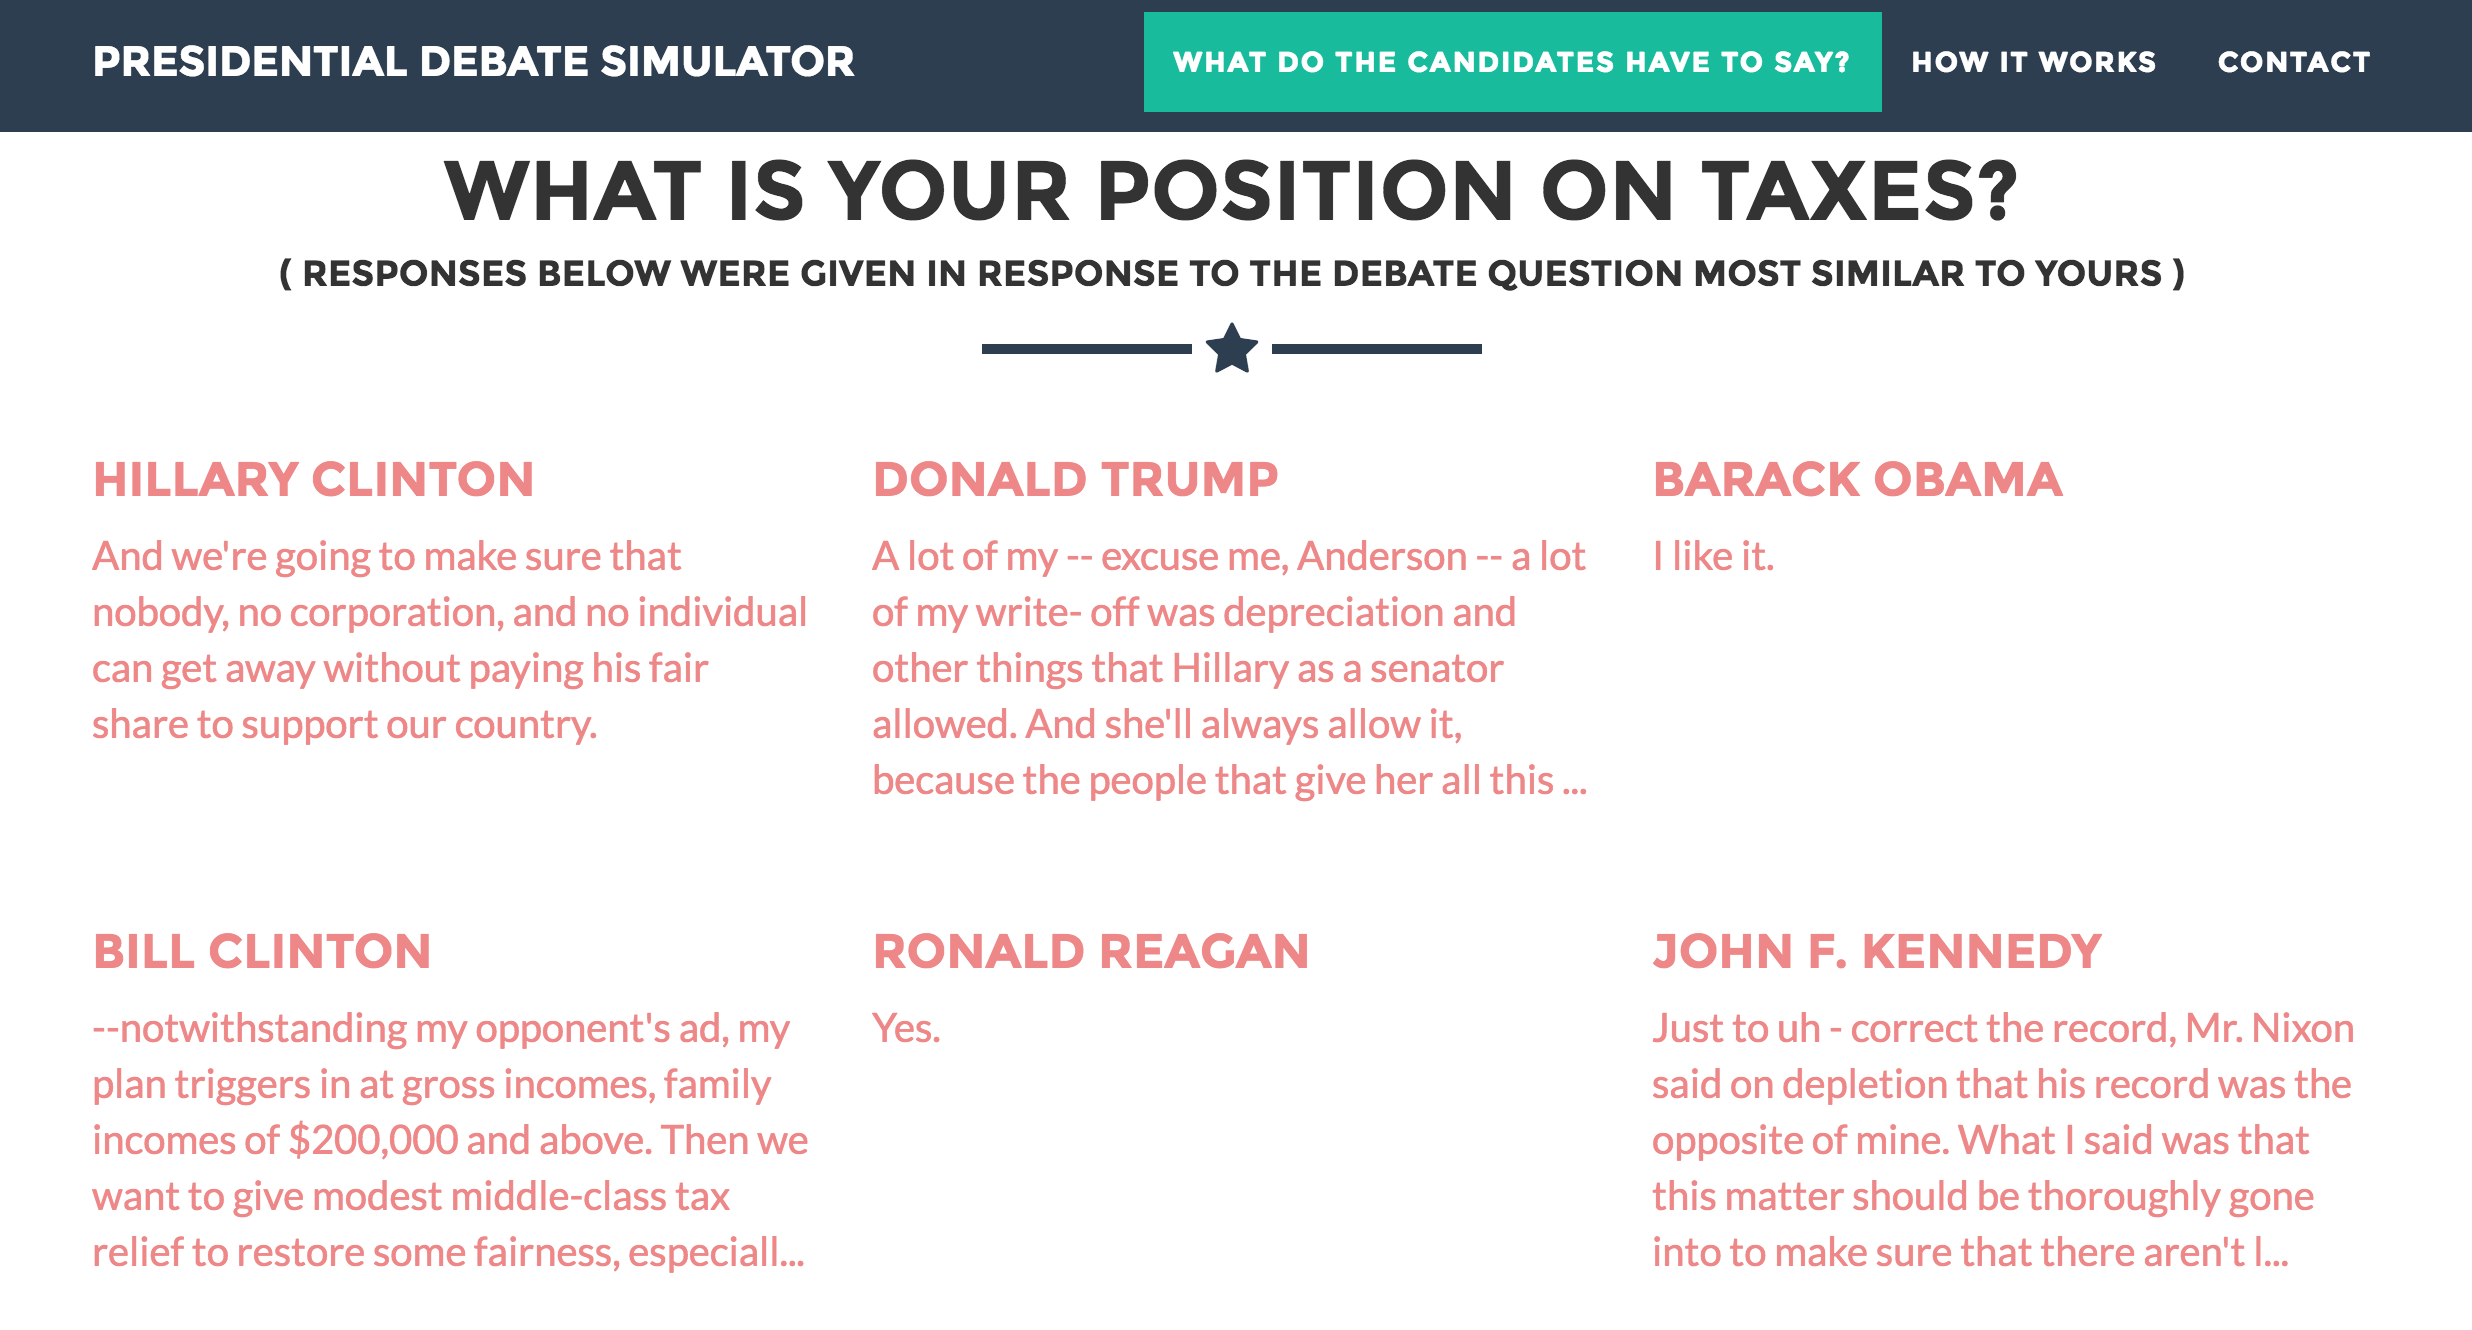 PRESIDENTIAL DEBATE SIMULATOR
WHAT DO THE CANDIDATES HAVE TO SAY?
HOW IT WORKS
CONTACT
WHAT IS YOUR POSITION ON TAXES?
( RESPONSES BELOW WERE GIVEN IN RESPONSE TO THE DEBATE QUESTION MOST SIMILAR TO YOURS )
HILLARY CLINTON
And we're going to make sure that
nobody, no corporation, and no individual
can get away without paying his fair
share to support our country.
DONALD TRUMP
A lot of my -- excuse me, Anderson -- a lot
of my write- off was depreciation and
other things that Hillary as a senator
allowed. And she'll always allow it,
because the people that give her all this ...
BARACK OBAMA
I like it.
BILL CLINTON
--notwithstanding my opponent's ad, my
plan triggers in at gross incomes, family
incomes of $200,000 and above. Then we
want to give modest middle-class tax
relief to restore some fairness, especiall...
RONALD REAGAN
Yes.
JOHN F. KENNEDY
Just to uh - correct the record, Mr. Nixon
said on depletion that his record was the
opposite of mine. What I said was that
this matter should be thoroughly gone
into to make sure that there aren't l...